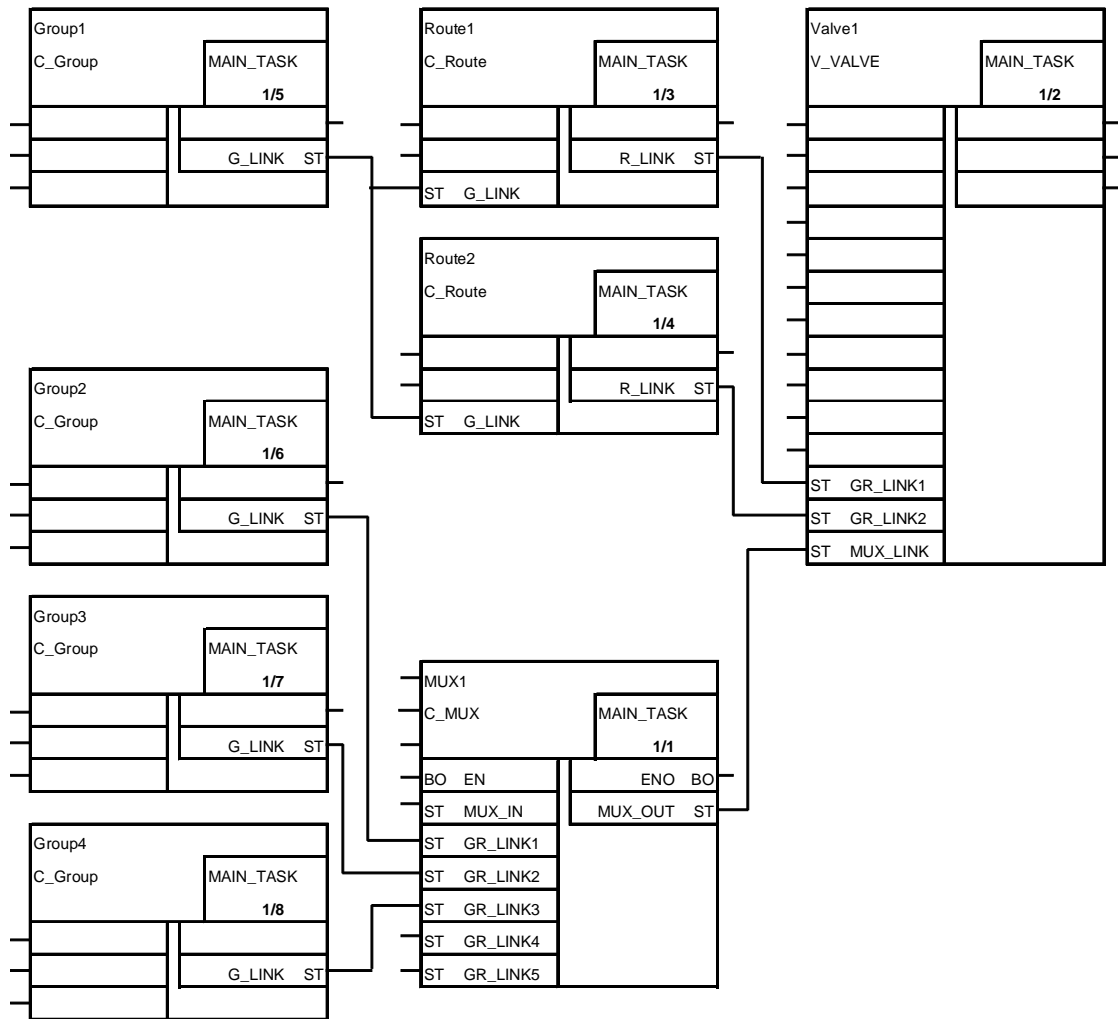 Group1
C_Group MAIN_TASK
1/5
G_LINK ST
Route1
C_Route MAIN_TASK
1/3
R_LINK ST
ST G_LINK
Valve1
V_VALVE MAIN_TASK
1/2
ST GR_LINK1
ST GR_LINK2
ST MUX_LINK
Route2
C_Route MAIN_TASK
1/4
R_LINK ST
ST G_LINK
Group2
C_Group MAIN_TASK
1/6
G_LINK ST
Group3
C_Group MAIN_TASK
1/7
G_LINK ST
MUX1
C_MUX MAIN_TASK
1/1
BO EN ENO BO
ST MUX_IN MUX_OUT ST
ST GR_LINK1
ST GR_LINK2
ST GR_LINK3
ST GR_LINK4
ST GR_LINK5
Group4
C_Group MAIN_TASK
1/8
G_LINK ST